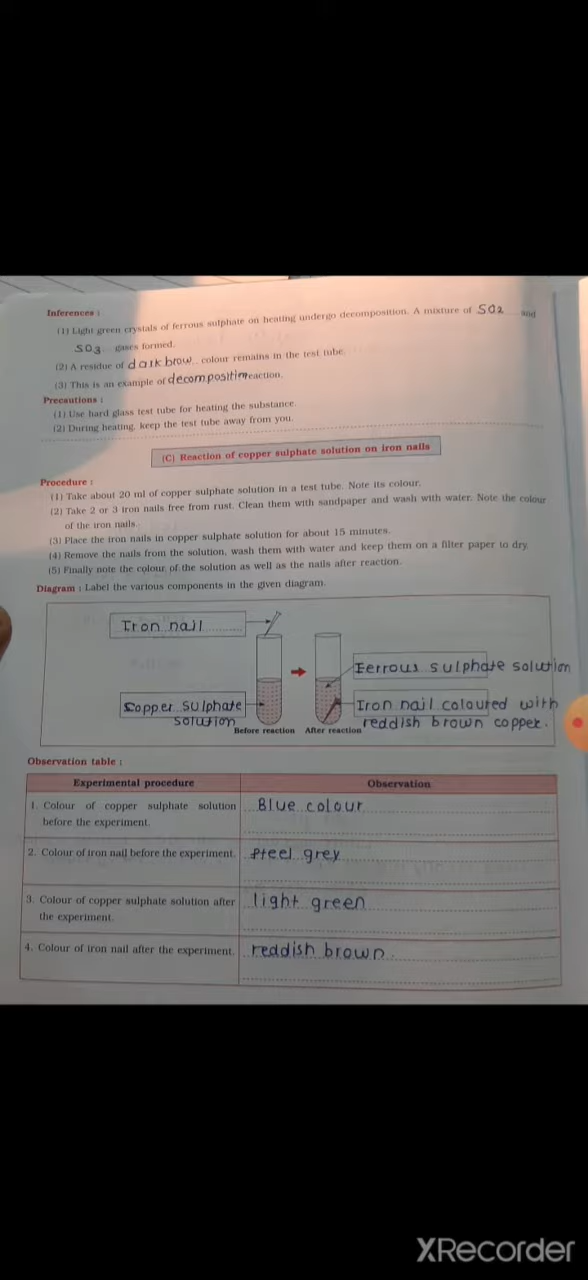 Inferences :
(1) Light green crystals of ferrous sulphate on heating undergo decomposition. A mixture of SO2 and
SO3 gases formed.
(2) A residue of dark brow colour remains in the test tube.
(3) This is an example of decomposition reaction.
Precautions :
(1) Use hard glass test tube for heating the substance.
(2) During heating, keep the test tube away from you.
(C) Reaction of copper sulphate solution on iron nails
Procedure :
(1) Take about 20 ml of copper sulphate solution in a test tube. Note its colour.
(2) Take 2 or 3 iron nails free from rust. Clean them with sandpaper and wash with water. Note the colour
of the iron nails.
(3) Place the iron nails in copper sulphate solution for about 15 minutes.
(4) Remove the nails from the solution, wash them with water and keep them on a filter paper to dry.
(5) Finally note the colour of the solution as well as the nails after reaction.
Diagram : Label the various components in the given diagram.
Iron nail
Ferrous sulphate solution
Copper sulphate
solution
Iron nail coloured with
reddish brown copper.
Before reaction After reaction
Observation table :
Experimental procedure Observation
1. Colour of copper sulphate solution Blue colour
before the experiment.
2. Colour of iron nail before the experiment. Steel grey
3. Colour of copper sulphate solution after light green
the experiment.
4. Colour of iron nail after the experiment. reddish brown.
XRecorder